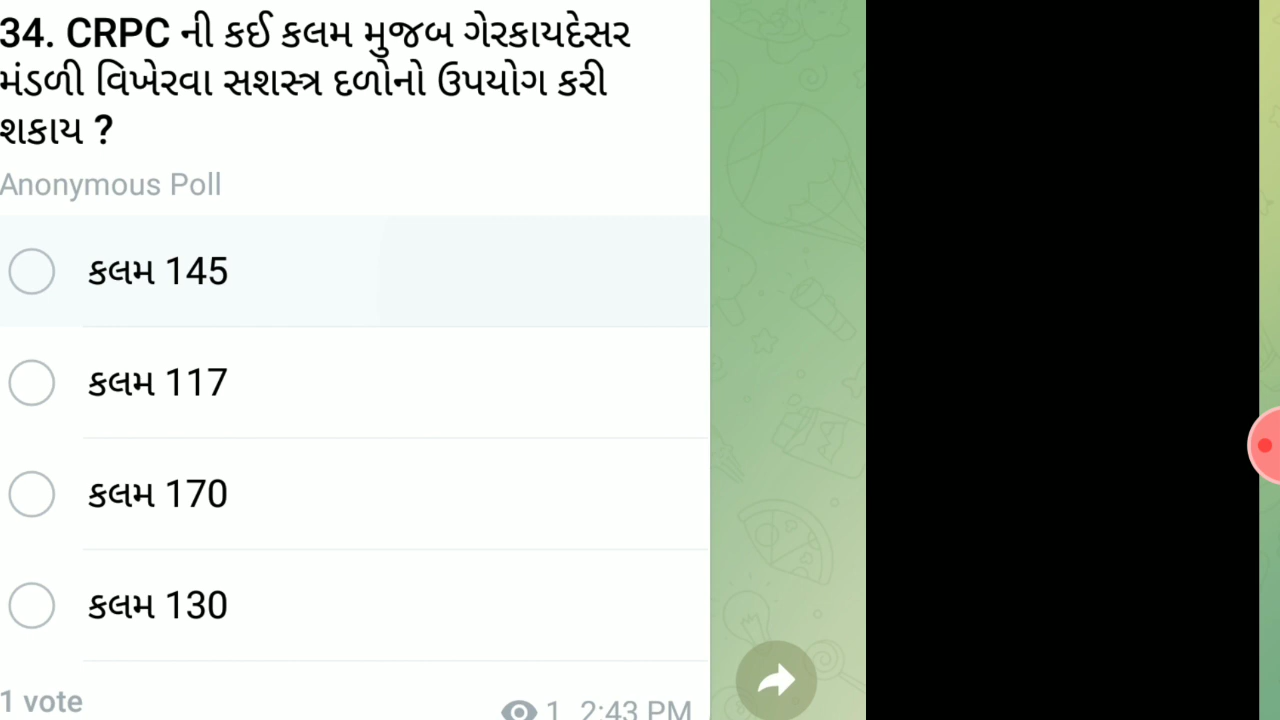 34. CRPC ની કઈ કલમ મુજબ ગેરકાયદેસર
મંડળી વિખેરવા સશસ્ત્ર દળોનો ઉપયોગ કરી
શકાય ?
Anonymous Poll
કલમ 145
કલમ 117
કલમ 170
કલમ 130
1 vote
1 2:43 PM